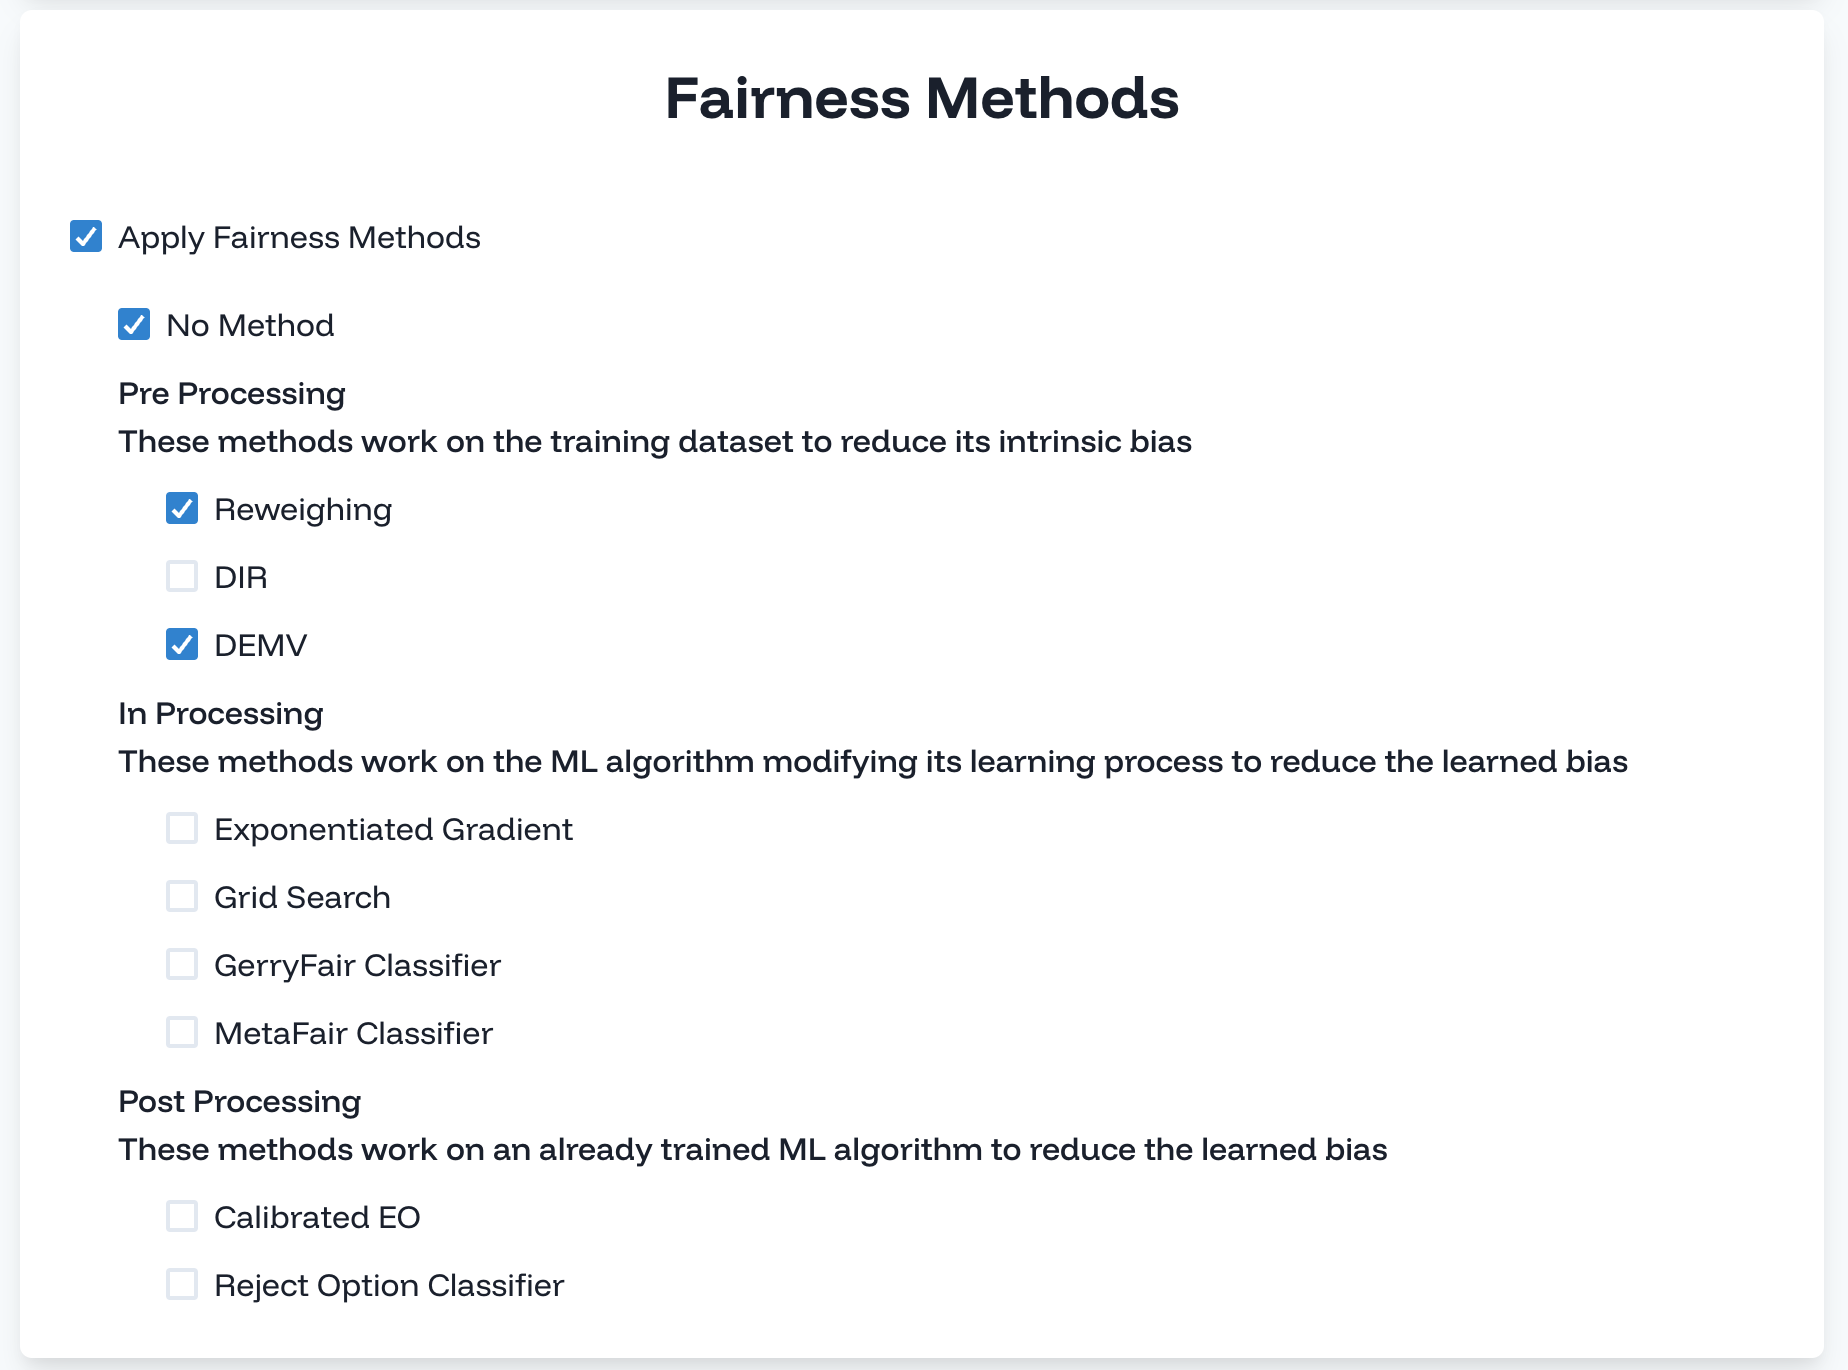 Fairness Methods
Apply Fairness Methods
No Method
Pre Processing
These methods work on the training dataset to reduce its intrinsic bias
Reweighing
DIR
DEMV
In Processing
These methods work on the ML algorithm modifying its learning process to reduce the learned bias
Exponentiated Gradient
Grid Search
GerryFair Classifier
MetaFair Classifier
Post Processing
These methods work on an already trained ML algorithm to reduce the learned bias
Calibrated EO
Reject Option Classifier